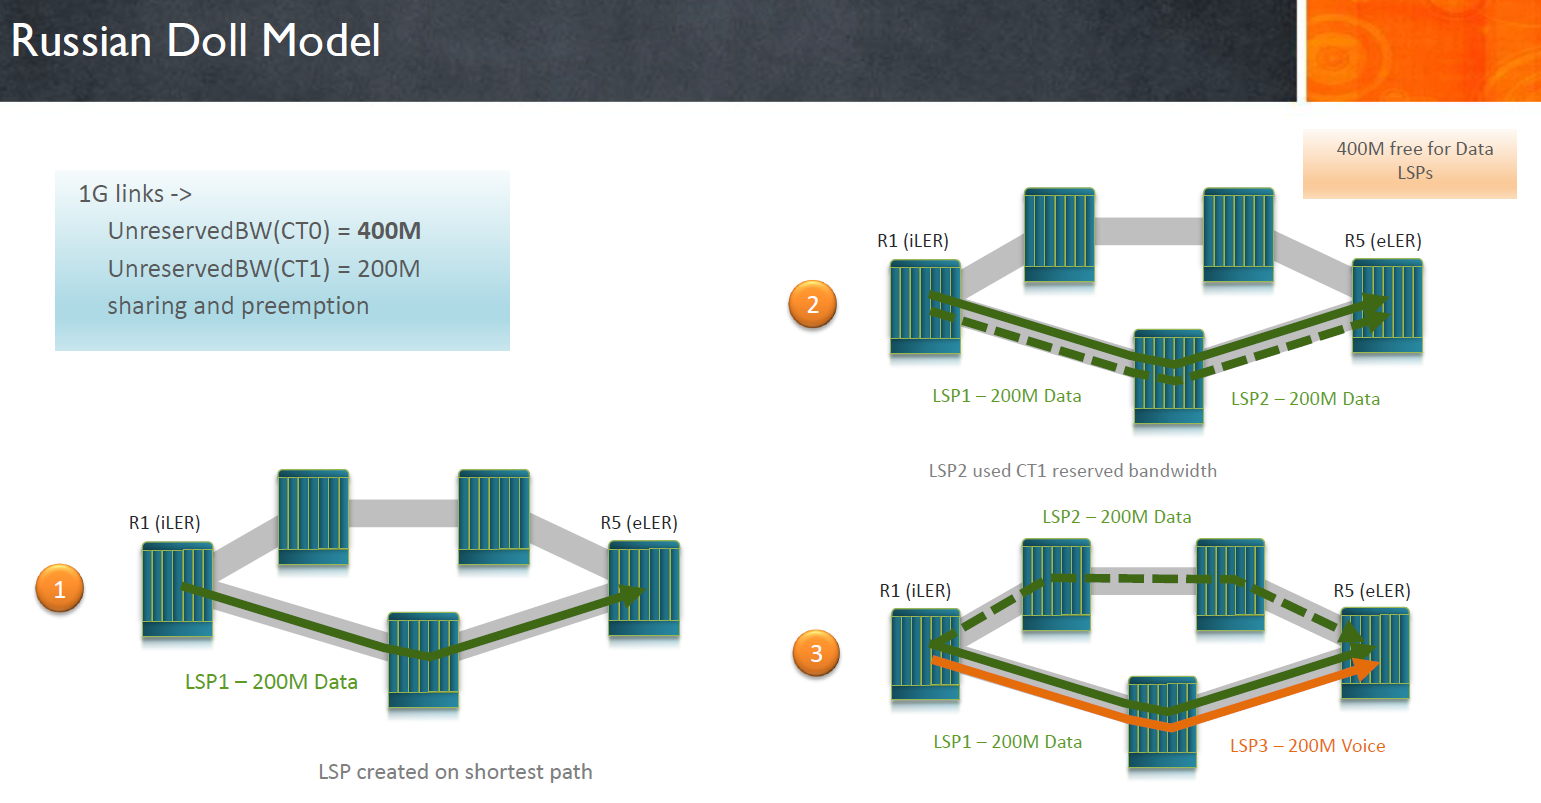 Russian Doll Model
1G links ->
UnreservedBW(CT0) = 400M
UnreservedBW(CT1) = 200M
sharing and preemption
1
R1 (iLER)
R5 (eLER)
LSP1 – 200M Data
LSP created on shortest path
400M free for Data
LSPs
2
R1 (iLER)
R5 (eLER)
LSP1 – 200M Data
LSP2 – 200M Data
LSP2 used CT1 reserved bandwidth
3
LSP2 – 200M Data
R1 (iLER)
R5 (eLER)
LSP1 – 200M Data
LSP3 – 200M Voice